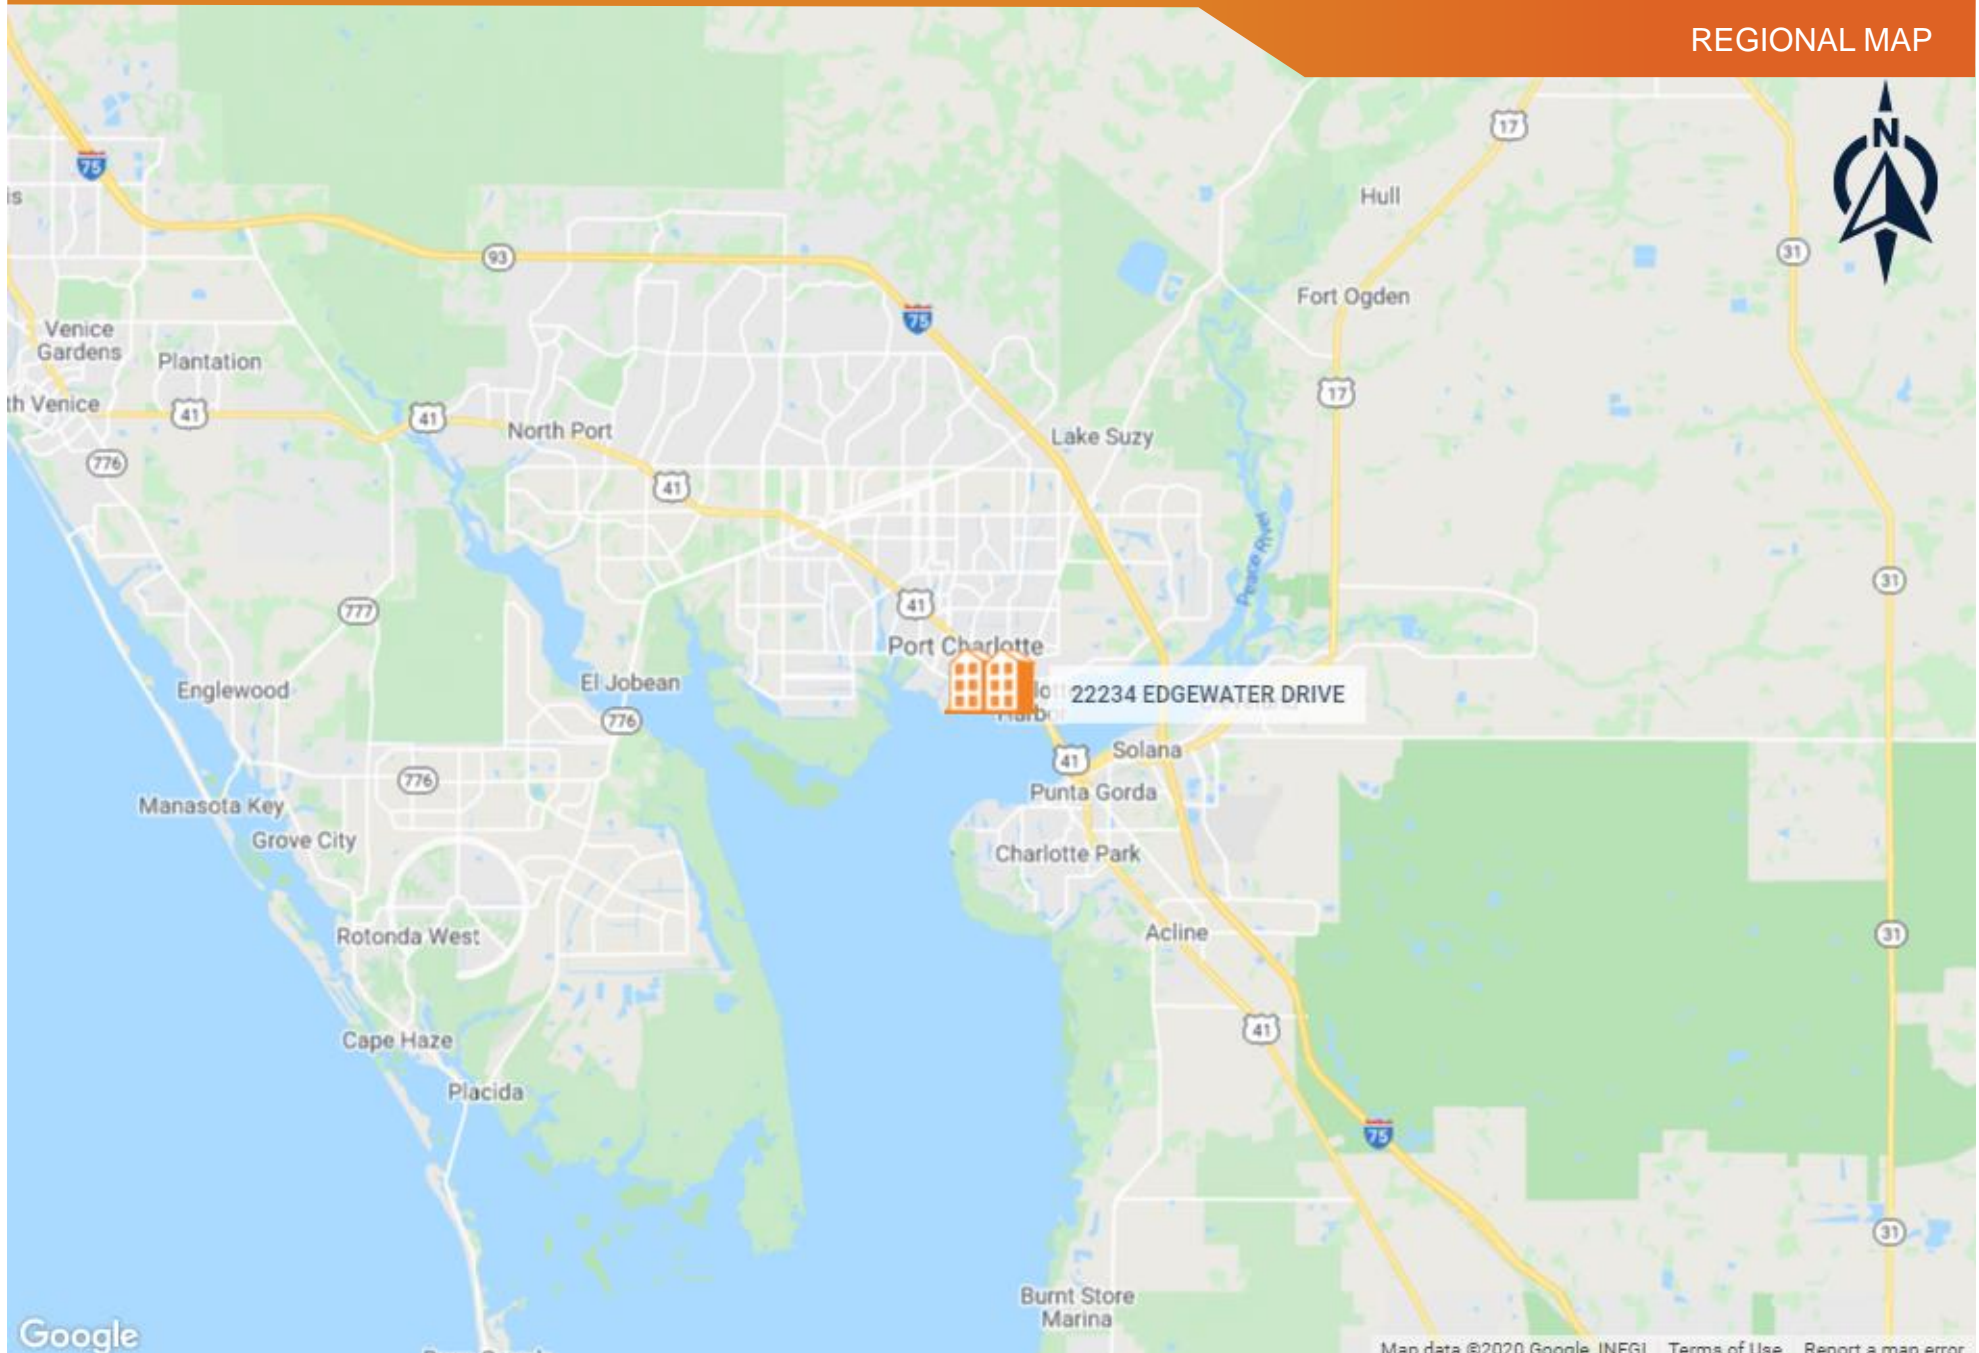 REGIONAL MAP
N
17
75
is
Hull
31
93
Fort Ogden
75
Venice
Gardens
Plantation
17
th Venice
41
41
North Port
Lake Suzy
776
41
Peace River
31
777
41
Port Charlotte
El Jobean
Englewood
22234 EDGEWATER DRIVE
Harbor
776
41
Solana
776
Punta Gorda
Manasota Key
Grove City
Charlotte Park
Rotonda West
Acline
31
41
Cape Haze
Placida
75
31
Burnt Store
Marina
Google
Map data ©2020 Google, INEGI Terms of Use Report a map error